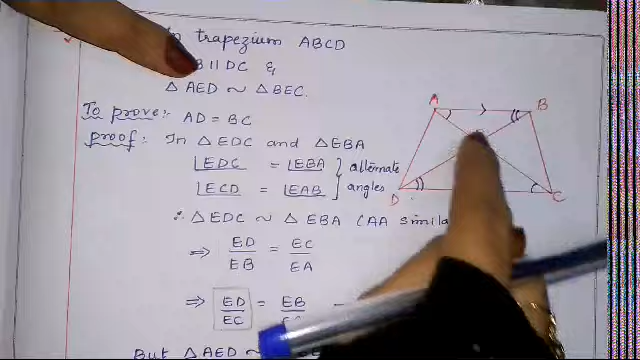 trapezium ABCD
|| DC &
△ AED ~ △ BEC.
To prove:- AD = BC
proof: In △ EDC and △ EBA
∠EDC = ∠EBA } alternate
∠ECD = ∠EAB } angles
∴ △ EDC ~ △ EBA (AA
⇒ ED/EB = EC/EA
⇒ ED/EC = EB/
But △ AED ~
A
B
D
C